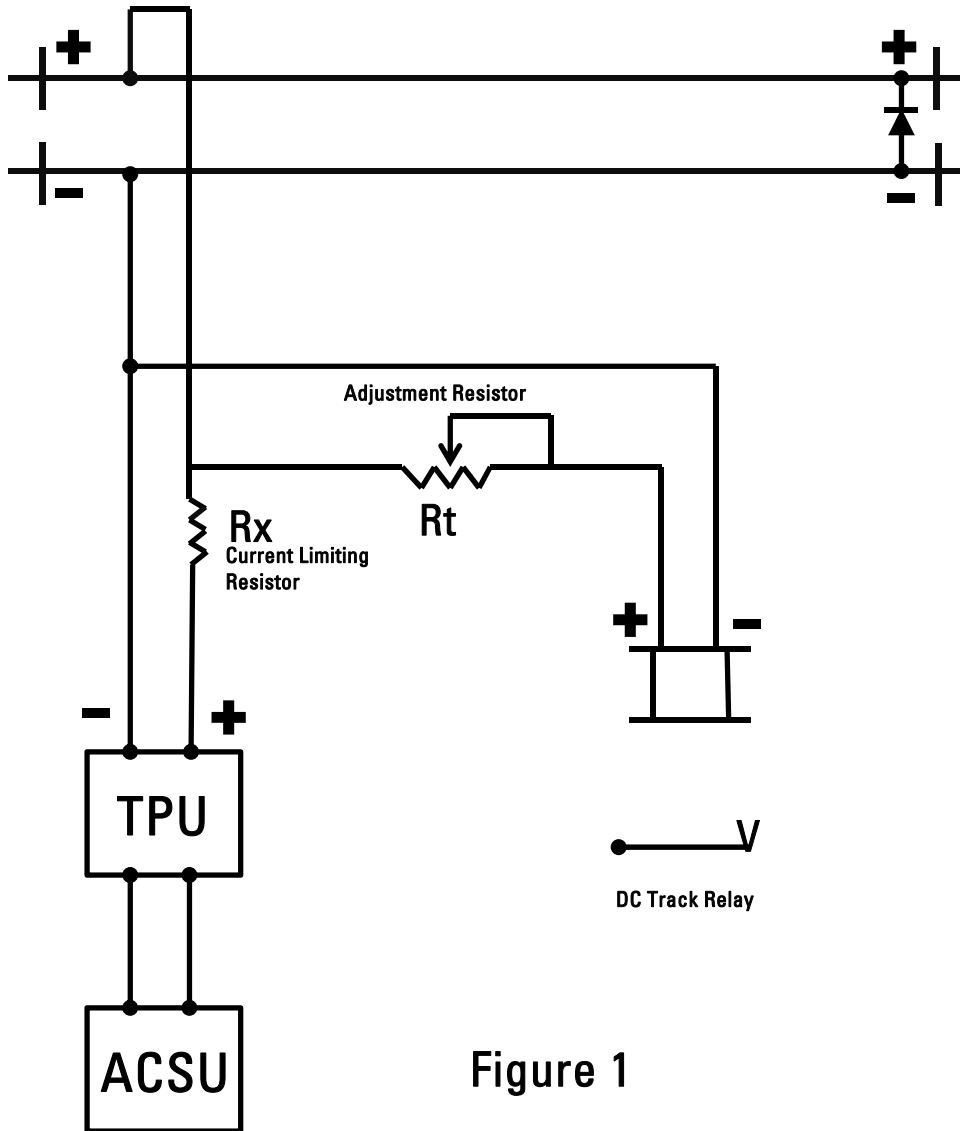 +
+
-
-
Adjustment Resistor
Rt
Rx
Current Limiting
Resistor
+
-
-
+
TPU
V
DC Track Relay
ACSU
Figure 1